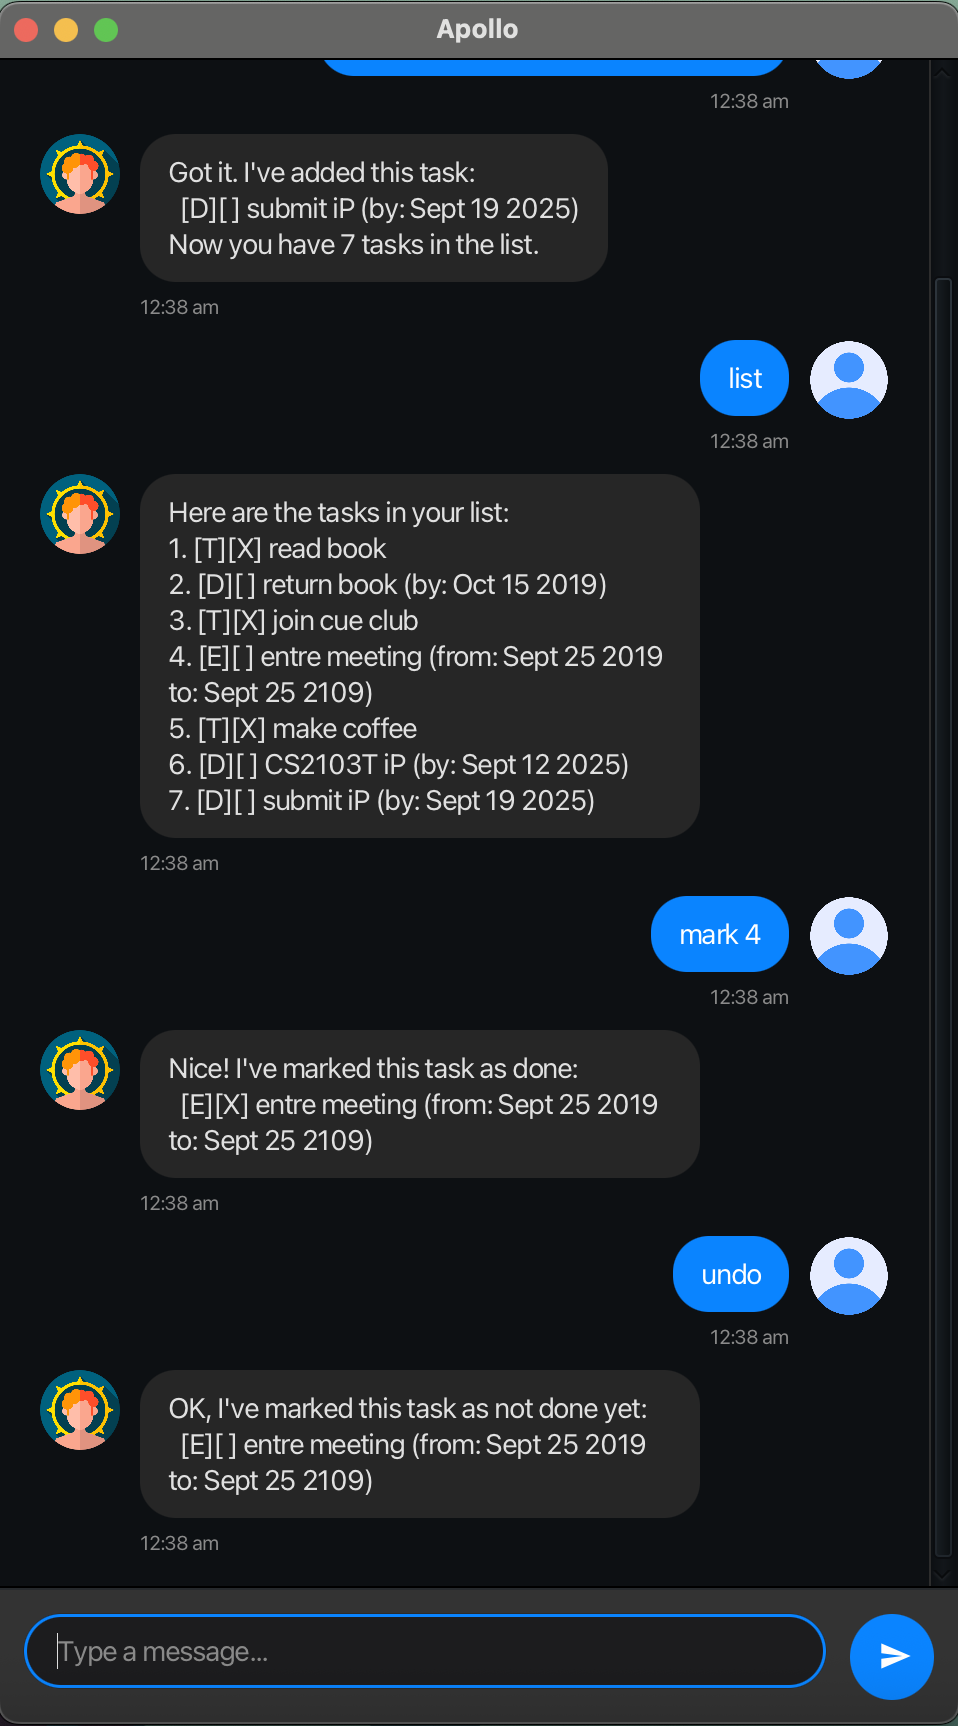 Apollo
12:38 am
Got it. I've added this task:
[D][ ] submit iP (by: Sept 19 2025)
Now you have 7 tasks in the list.
12:38 am
list
12:38 am
Here are the tasks in your list:
1. [T][X] read book
2. [D][ ] return book (by: Oct 15 2019)
3. [T][X] join cue club
4. [E][ ] entre meeting (from: Sept 25 2019
to: Sept 25 2109)
5. [T][X] make coffee
6. [D][ ] CS2103T iP (by: Sept 12 2025)
7. [D][ ] submit iP (by: Sept 19 2025)
12:38 am
mark 4
12:38 am
Nice! I've marked this task as done:
[E][X] entre meeting (from: Sept 25 2019
to: Sept 25 2109)
12:38 am
undo
12:38 am
OK, I've marked this task as not done yet:
[E][ ] entre meeting (from: Sept 25 2019
to: Sept 25 2109)
12:38 am
Type a message...